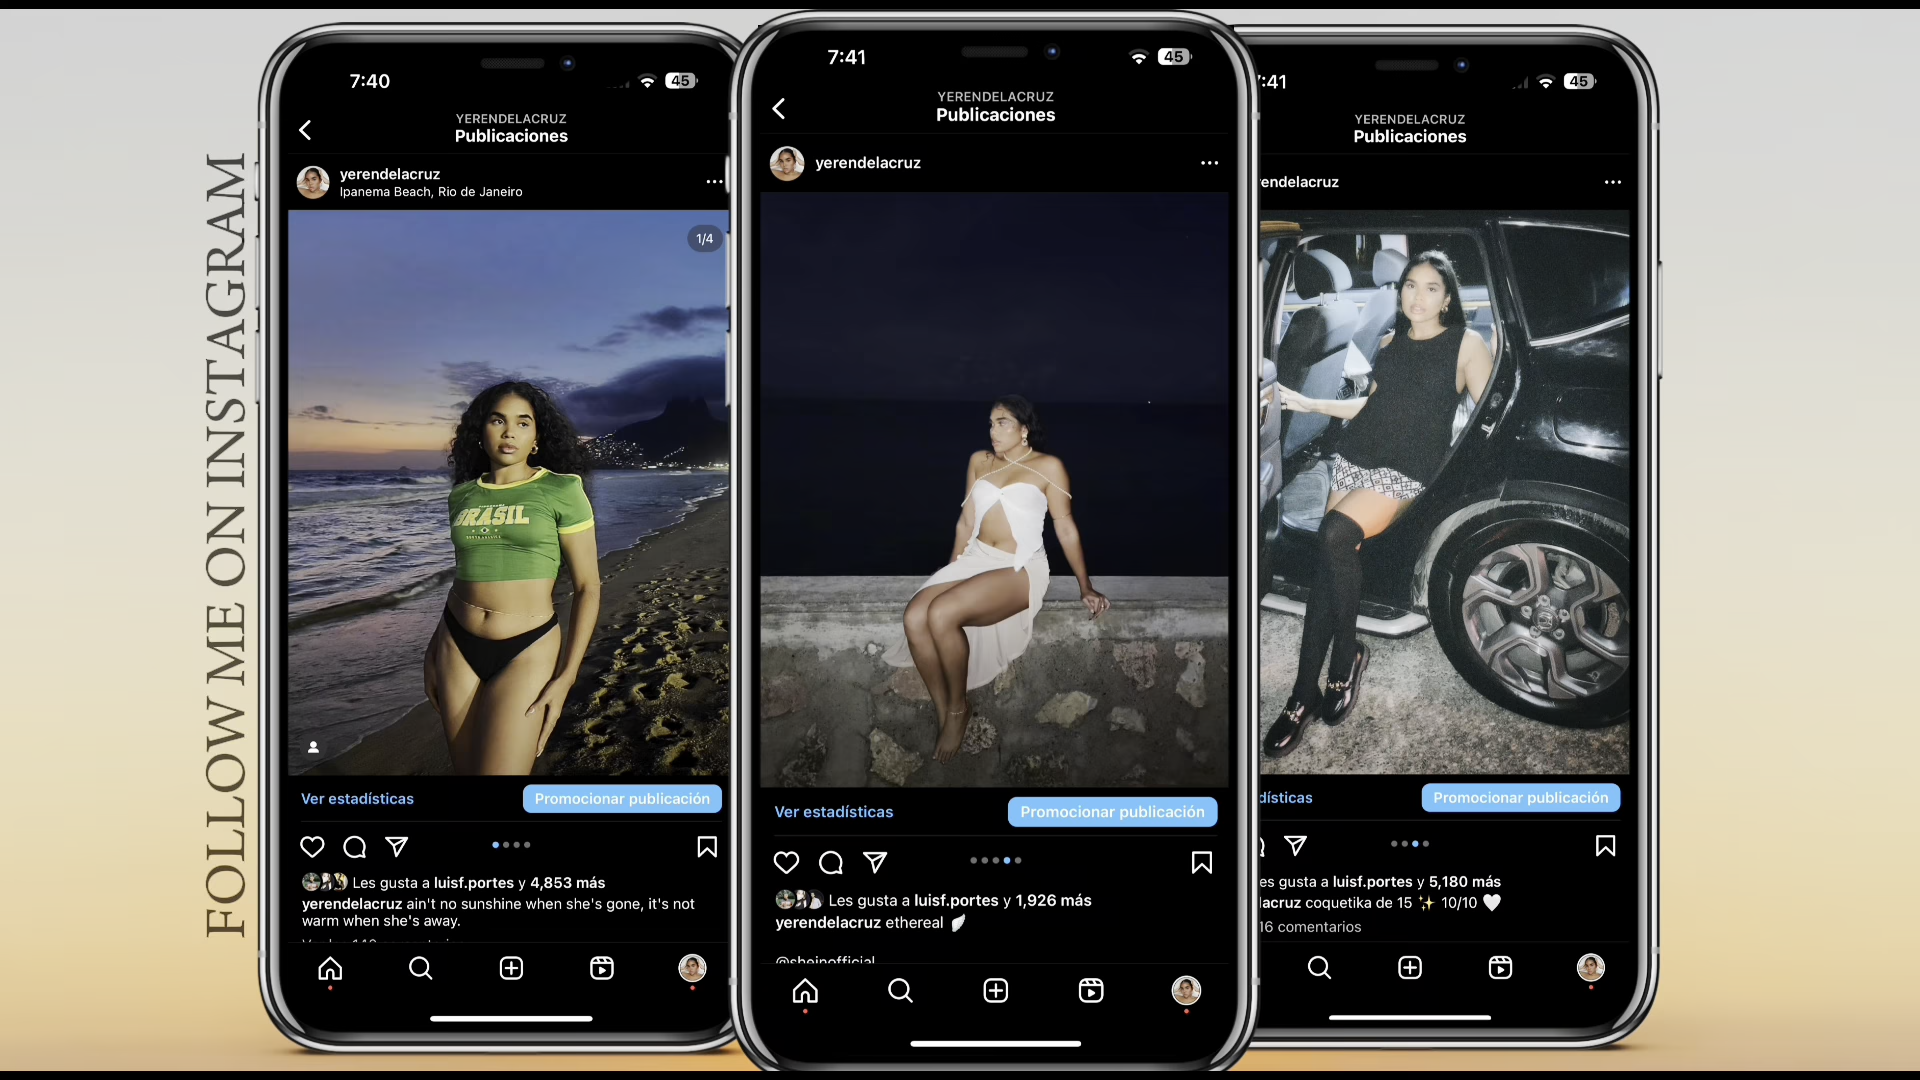 FOLLOW ME ON INSTAGRAM
7:40
45
YERENDELACRUZ
Publicaciones
yerendelacruz
Ipanema Beach, Rio de Janeiro
1/4
BRASIL
Ver estadísticas
Promocionar publicación
Les gusta a luisf.portes y 4,853 más
yerendelacruz ain't no sunshine when she's gone, it's not
warm when she's away.
7:41
45
YERENDELACRUZ
Publicaciones
yerendelacruz
Ver estadísticas
Promocionar publicación
Les gusta a luisf.portes y 1,926 más
yerendelacruz ethereal
@sheinofficial
:41
45
YERENDELACRUZ
Publicaciones
rendelacruz
dísticas
Promocionar publicación
es gusta a luisf.portes y 5,180 más
lacruz coquetika de 15 ✨ 10/10 🤍
16 comentarios